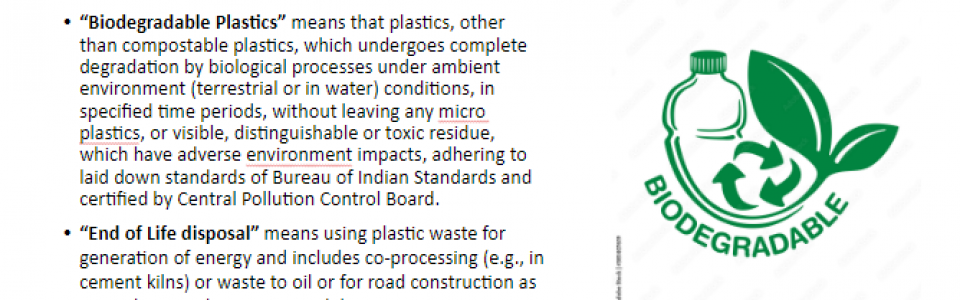 • “Biodegradable Plastics” means that plastics, other
than compostable plastics, which undergoes complete
degradation by biological processes under ambient
environment (terrestrial or in water) conditions, in
specified time periods, without leaving any micro
plastics, or visible, distinguishable or toxic residue,
which have adverse environment impacts, adhering to
laid down standards of Bureau of Indian Standards and
certified by Central Pollution Control Board.
• “End of Life disposal” means using plastic waste for
generation of energy and includes co-processing (e.g., in
cement kilns) or waste to oil or for road construction as
BIODEGRADABLE